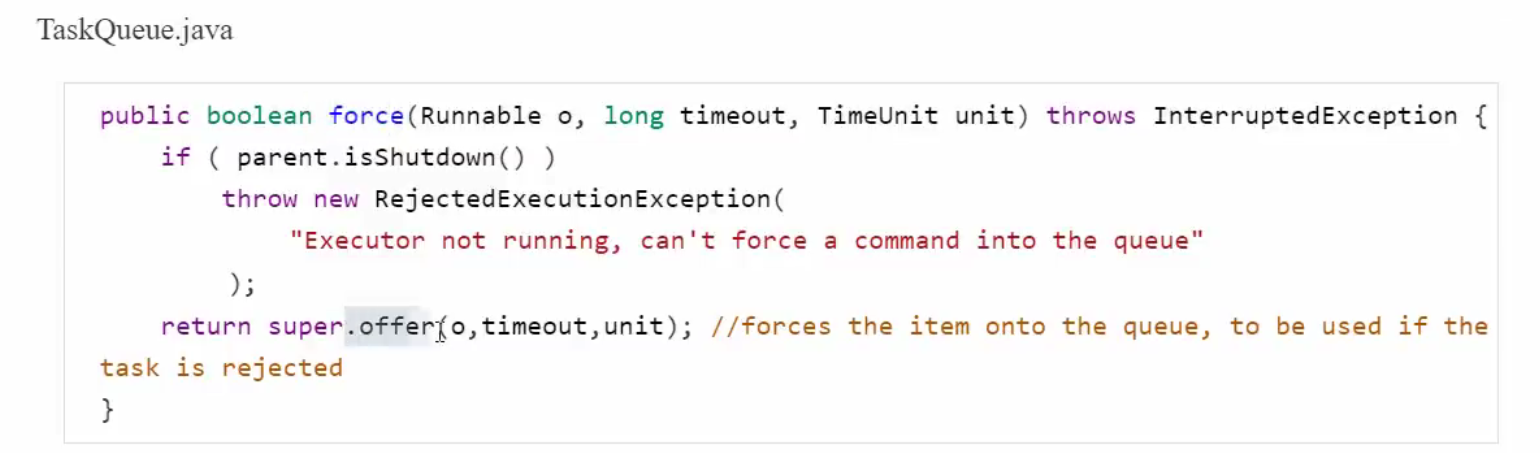 TaskQueue.java
public boolean force(Runnable o, long timeout, TimeUnit unit) throws InterruptedException {
if ( parent.isShutdown() )
throw new RejectedExecutionException(
"Executor not running, can't force a command into the queue"
);
return super.offer(o,timeout,unit); //forces the item onto the queue, to be used if the
task is rejected
}